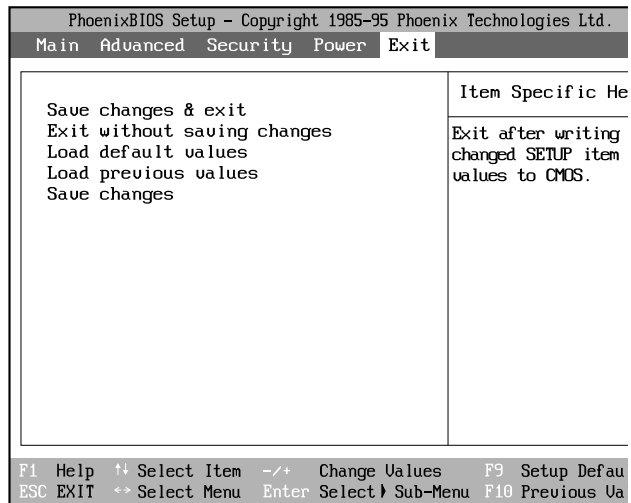 PhoenixBIOS Setup – Copyright 1985-95 Phoenix Technologies Ltd.
Main Advanced Security Power Exit
Item Specific He
Save changes & exit
Exit without saving changes
Load default values
Load previous values
Save changes
Exit after writing
changed SETUP item
values to CMOS.
F1 Help ↑↓ Select Item -/+ Change Values F9 Setup Defau
ESC EXIT ↔ Select Menu Enter Select ▶ Sub-Menu F10 Previous Va